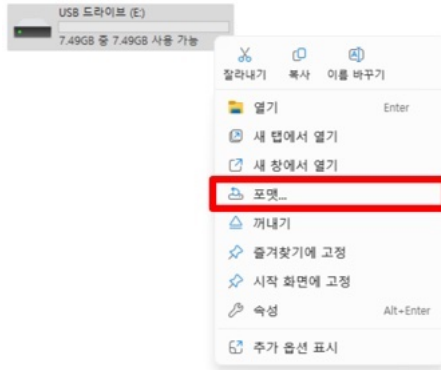 USB 드라이브 (E:)
7.49GB 중 7.49GB 사용 가능
잘라내기 복사 이름 바꾸기
열기 Enter
새 탭에서 열기
새 창에서 열기
포맷...
꺼내기
즐겨찾기에 고정
시작 화면에 고정
속성 Alt+Enter
추가 옵션 표시